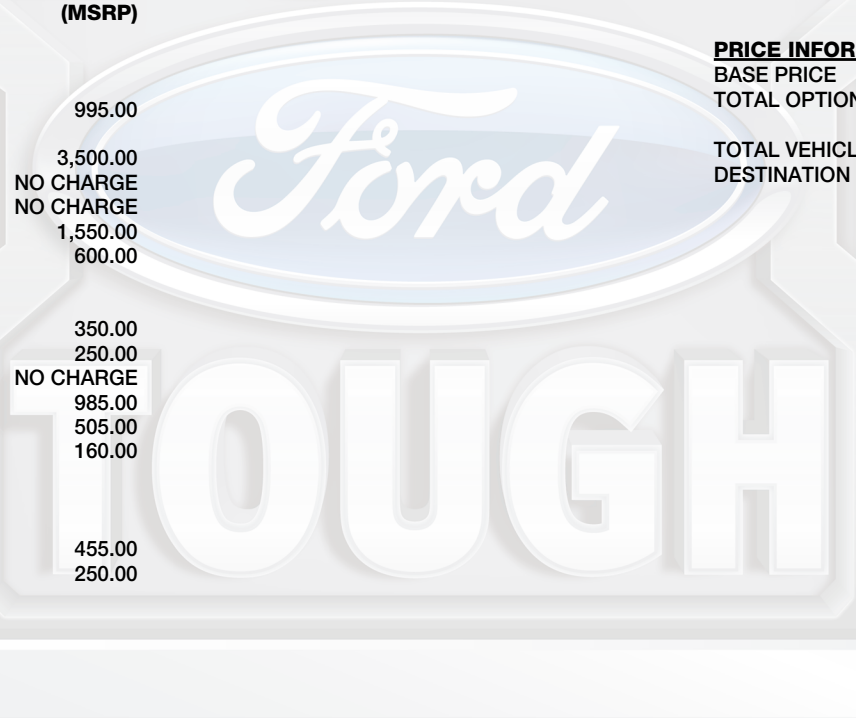 (MSRP)
995.00
3,500.00
NO CHARGE
NO CHARGE
1,550.00
600.00
350.00
250.00
NO CHARGE
985.00
505.00
160.00
455.00
250.00
PRICE INFOR
BASE PRICE
TOTAL OPTION
TOTAL VEHICL
DESTINATION
Ford
TOUGH